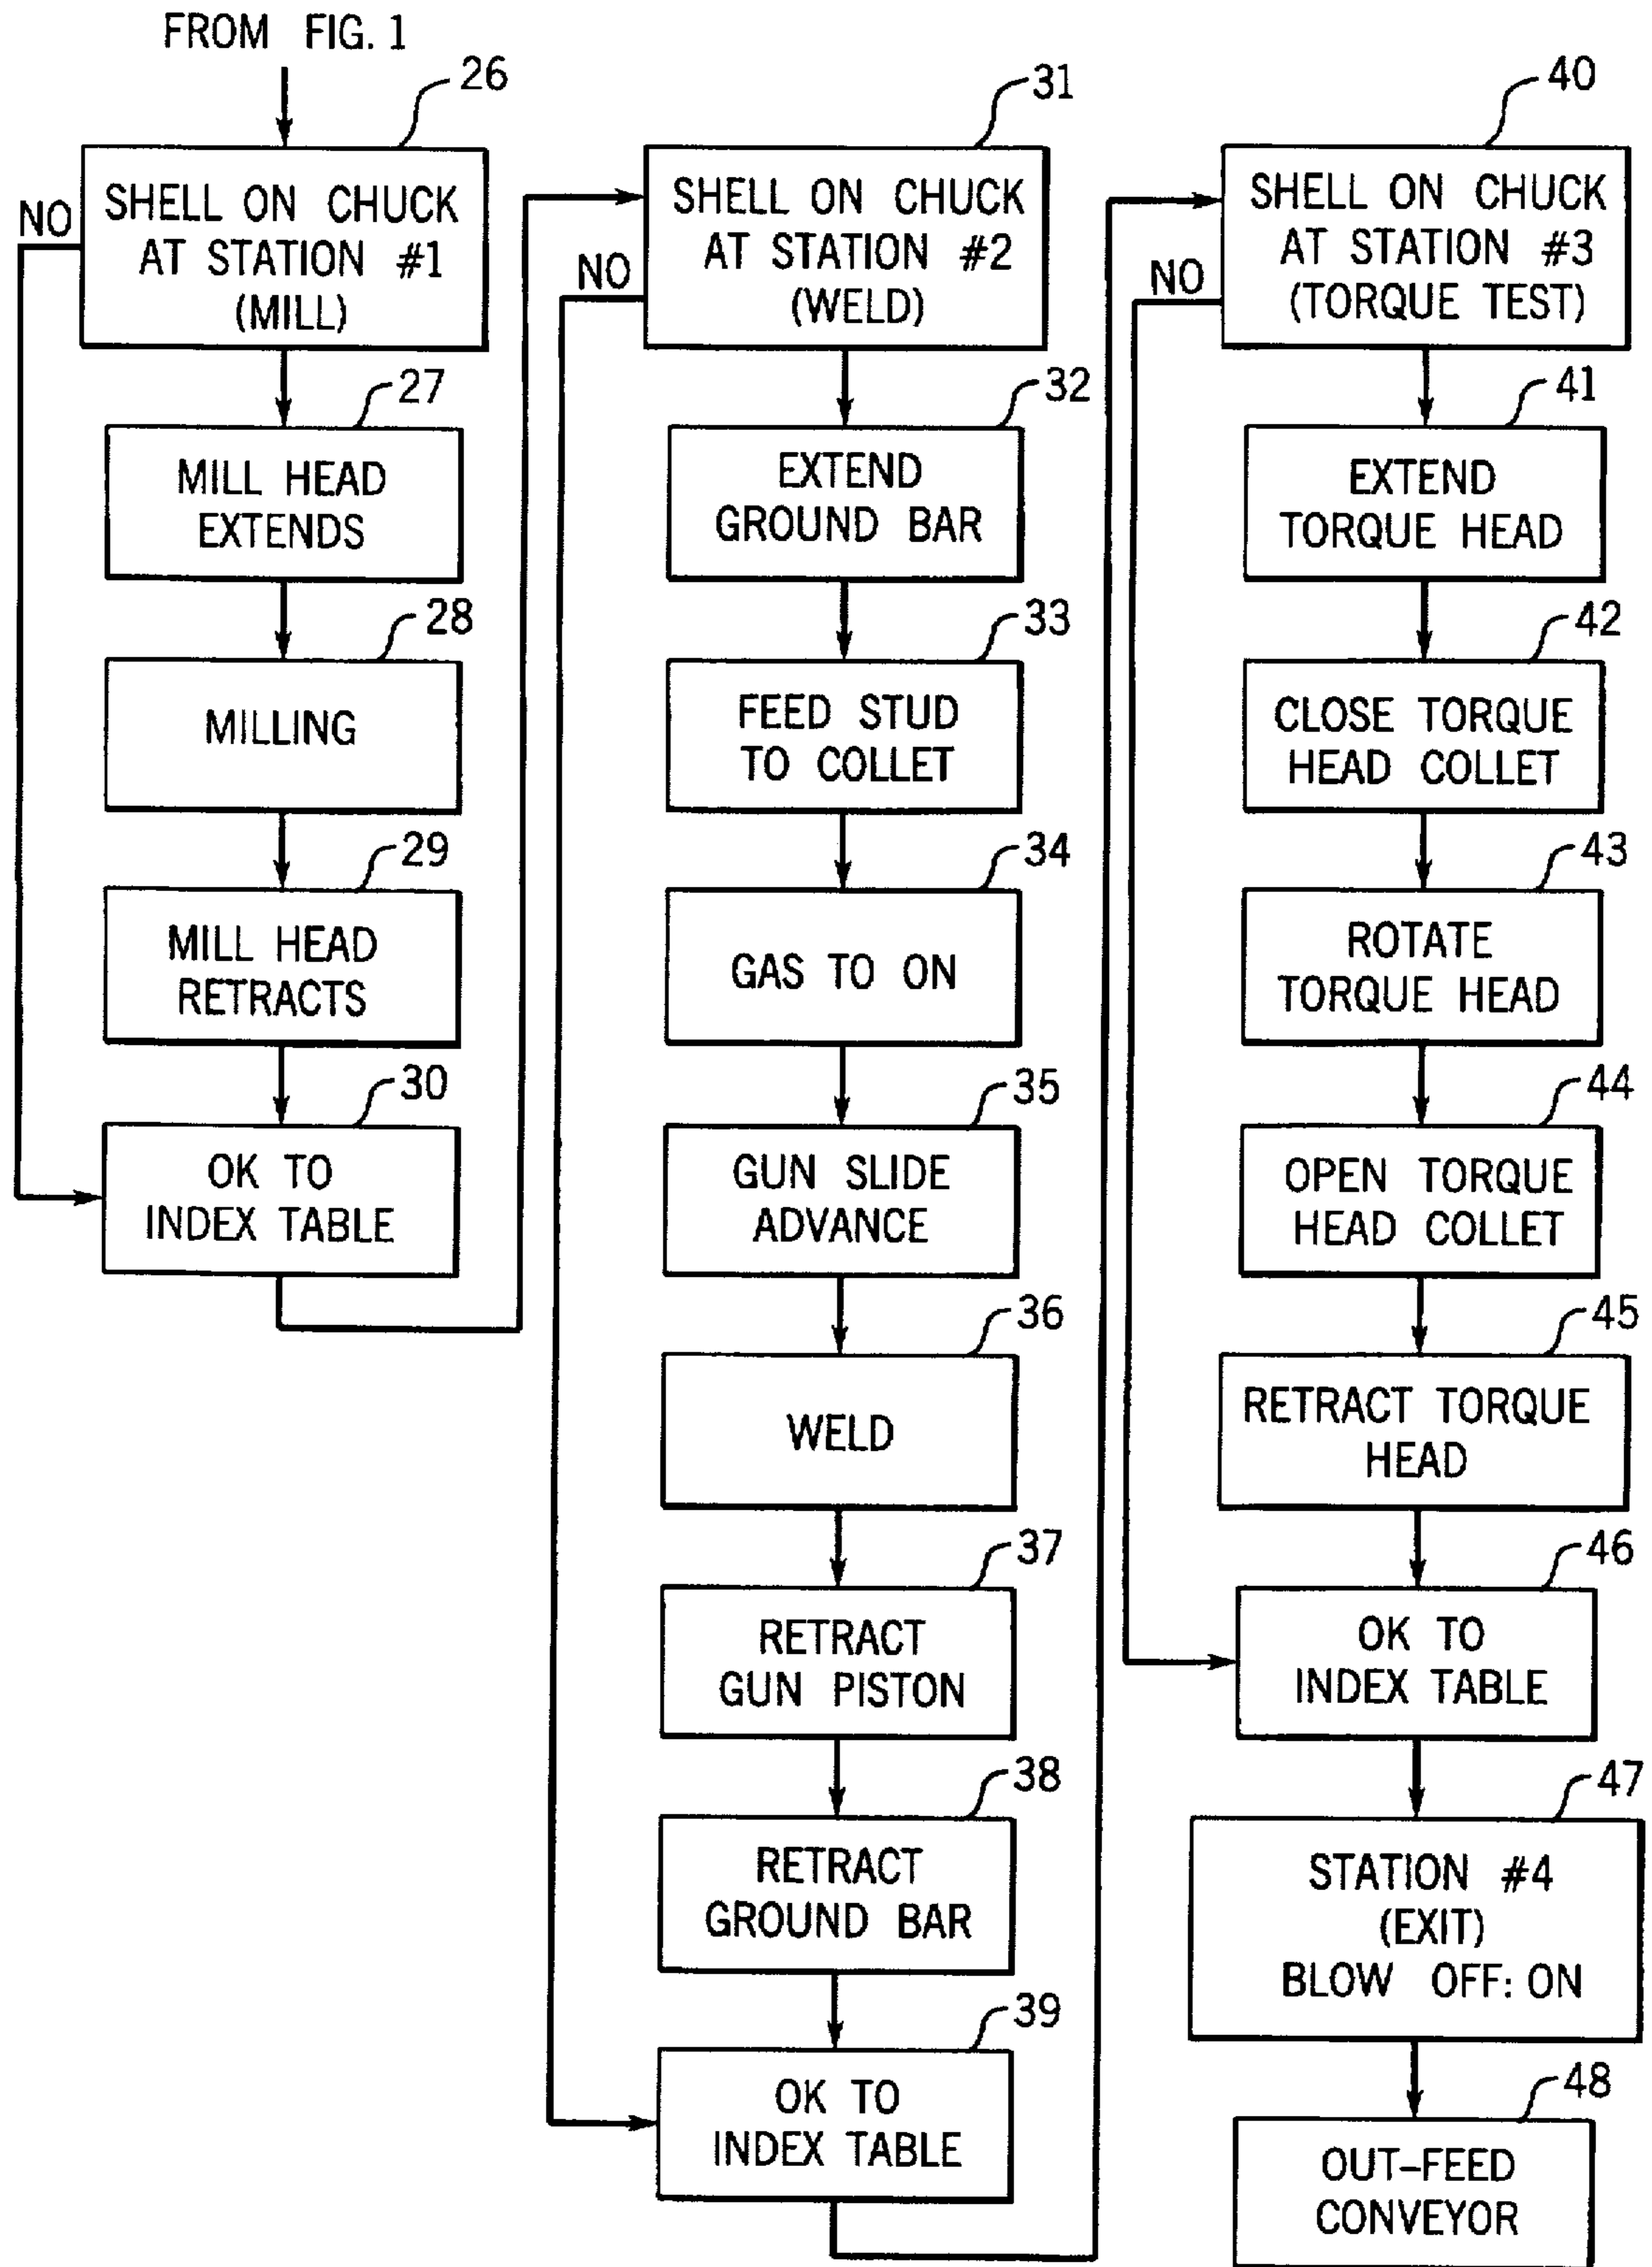 FROM FIG. 1
26
SHELL ON CHUCK
AT STATION #1
(MILL)
NO
27
MILL HEAD
EXTENDS
28
MILLING
29
MILL HEAD
RETRACTS
30
OK TO
INDEX TABLE
31
SHELL ON CHUCK
AT STATION #2
(WELD)
NO
32
EXTEND
GROUND BAR
33
FEED STUD
TO COLLET
34
GAS TO ON
35
GUN SLIDE
ADVANCE
36
WELD
37
RETRACT
GUN PISTON
38
RETRACT
GROUND BAR
39
OK TO
INDEX TABLE
40
SHELL ON CHUCK
AT STATION #3
(TORQUE TEST)
NO
41
EXTEND
TORQUE HEAD
42
CLOSE TORQUE
HEAD COLLET
43
ROTATE
TORQUE HEAD
44
OPEN TORQUE
HEAD COLLET
45
RETRACT TORQUE
HEAD
46
OK TO
INDEX TABLE
47
STATION #4
(EXIT)
BLOW OFF: ON
48
OUT-FEED
CONVEYOR